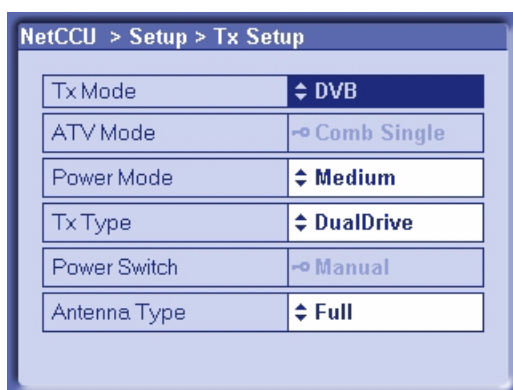 NetCCU > Setup > Tx Setup
Tx Mode DVB
ATV Mode Comb Single
Power Mode Medium
Tx Type DualDrive
Power Switch Manual
Antenna Type Full